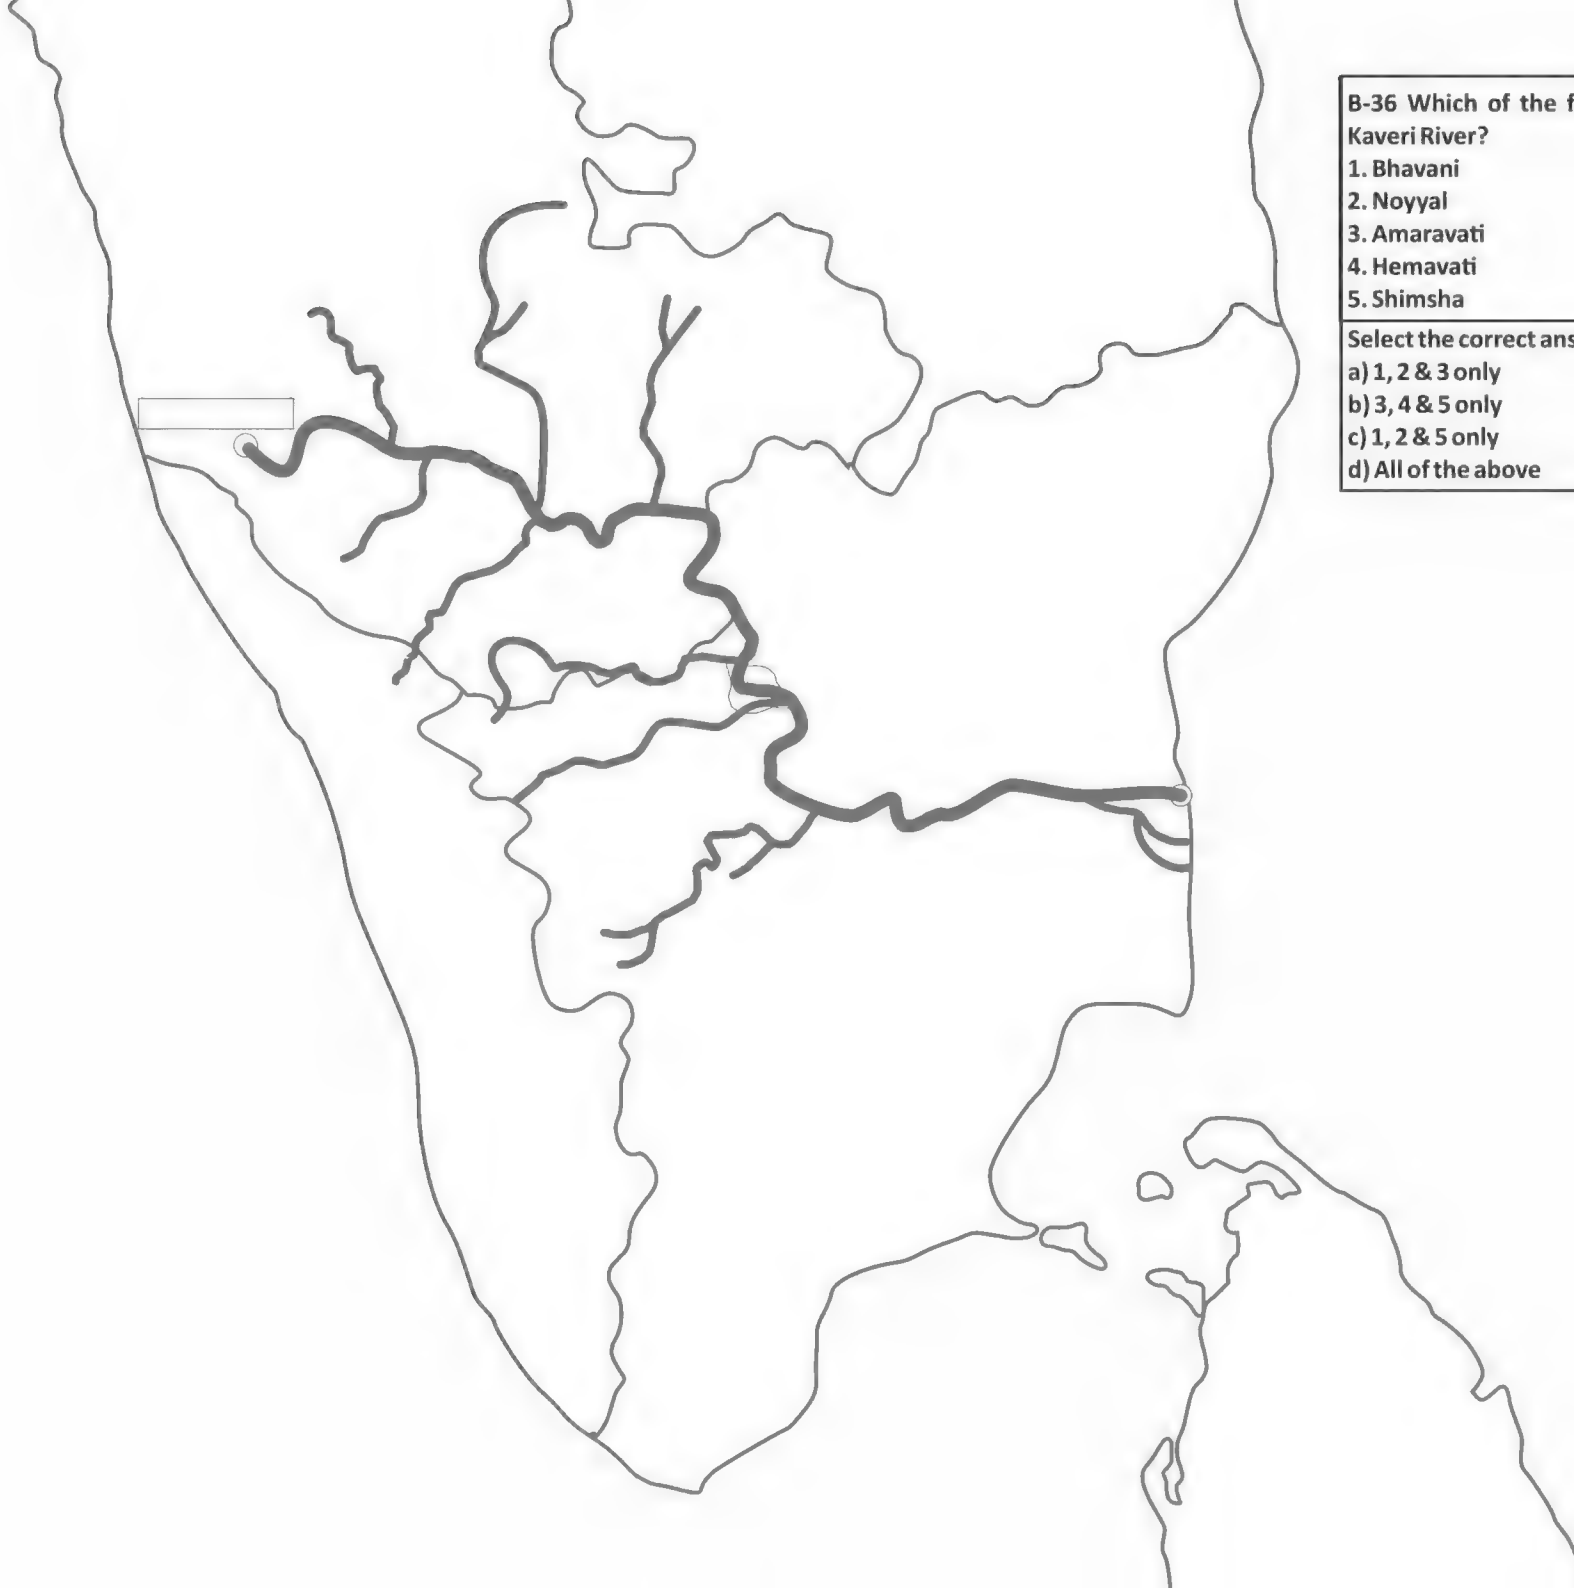 B-36 Which of the f
Kaveri River?
1. Bhavani
2. Noyyal
3. Amaravati
4. Hemavati
5. Shimsha
Select the correct ans
a) 1, 2 & 3 only
b) 3, 4 & 5 only
c) 1, 2 & 5 only
d) All of the above